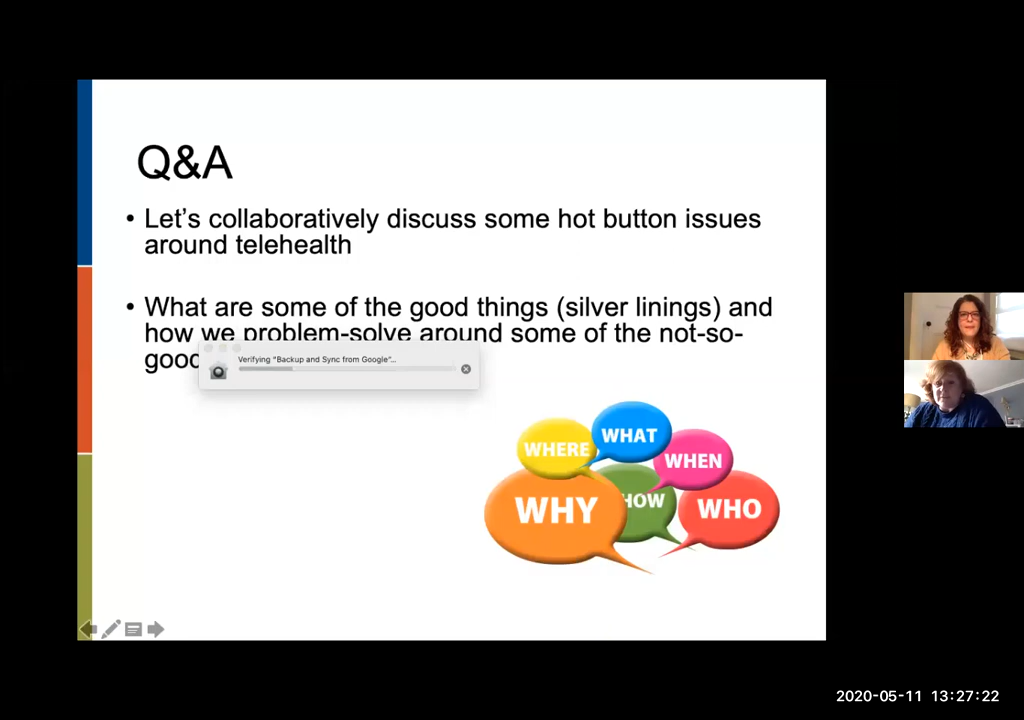 Q&A
• Let's collaboratively discuss some hot button issues
around telehealth
• What are some of the good things (silver linings) and
how we problem-solve around some of the not-so-
good
Verifying "Backup and Sync from Google"...
WHERE
WHAT
WHEN
WHY
HOW
WHO
2020-05-11 13:27:22